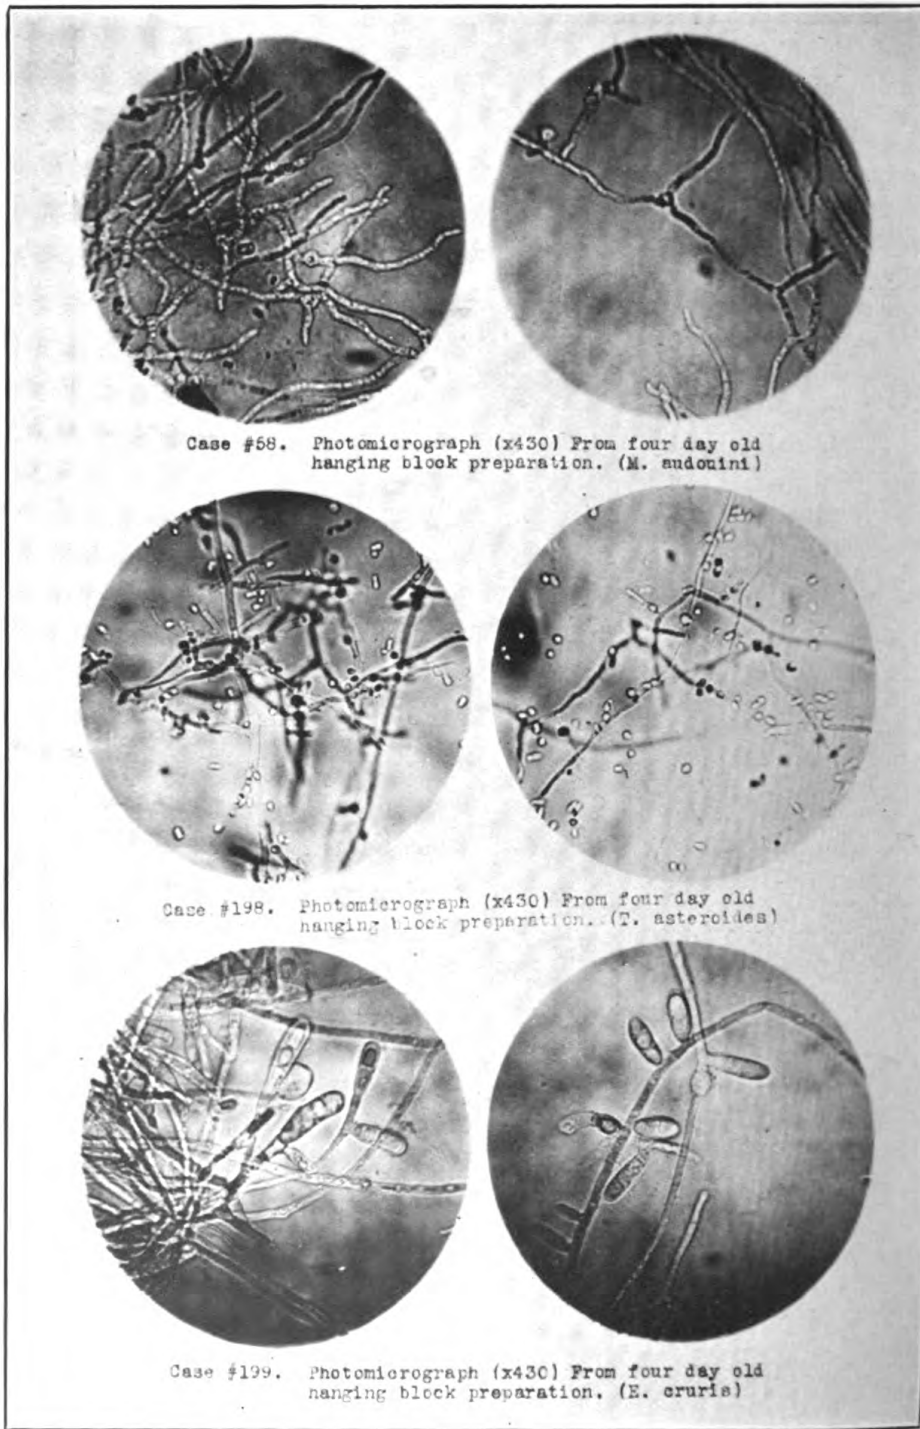 Case #58. Photomicrograph (x430) From four day old
hanging block preparation. (M. audouini)
Case #198. Photomicrograph (x430) From four day old
hanging block preparation. (T. asteroides)
Case #199. Photomicrograph (x430) From four day old
hanging block preparation. (E. cruris)